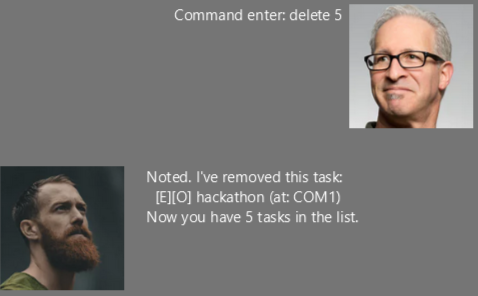 Command enter: delete 5
Noted. I've removed this task:
[E][O] hackathon (at: COM1)
Now you have 5 tasks in the list.